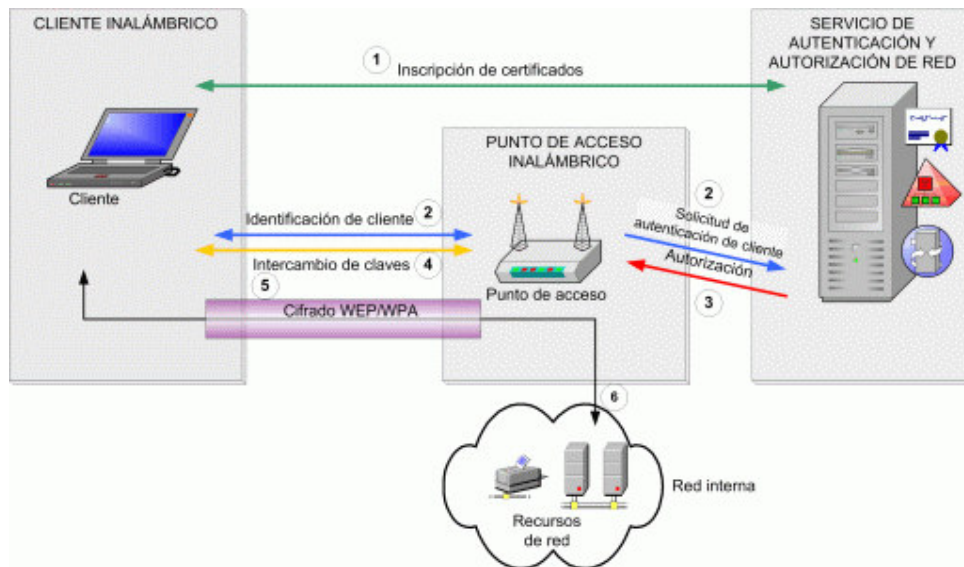 CLIENTE INALÁMBRICO
SERVICIO DE
AUTENTICACIÓN Y
AUTORIZACIÓN DE RED
1
Inscripción de certificados
PUNTO DE ACCESO
INALÁMBRICO
Cliente
Identificación de cliente
2
2
Solicitud de
autenticación de cliente
Intercambio de claves
4
Autorización
3
Punto de acceso
5
Cifrado WEP/WPA
6
Red interna
Recursos
de red